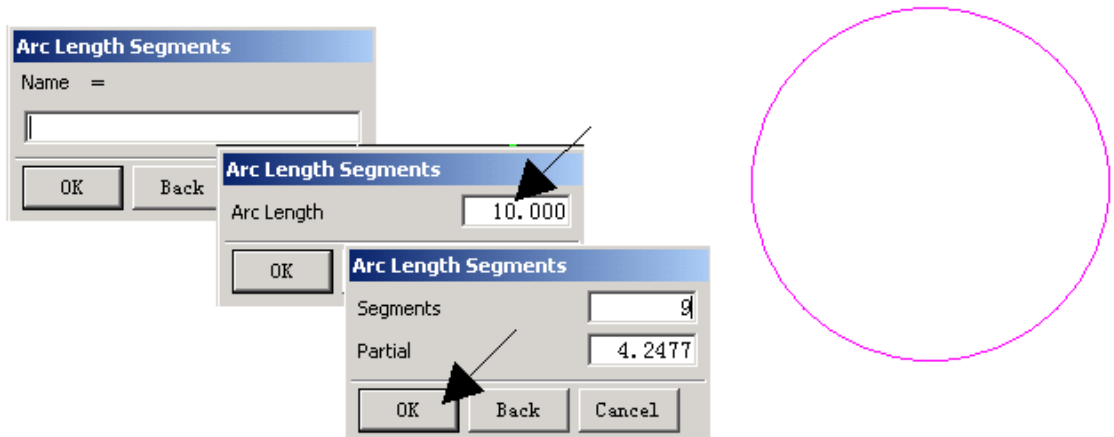 Arc Length Segments
Name =
OK Back
Arc Length Segments
Arc Length 10.000
OK
Arc Length Segments
Segments 9
Partial 4.2477
OK Back Cancel